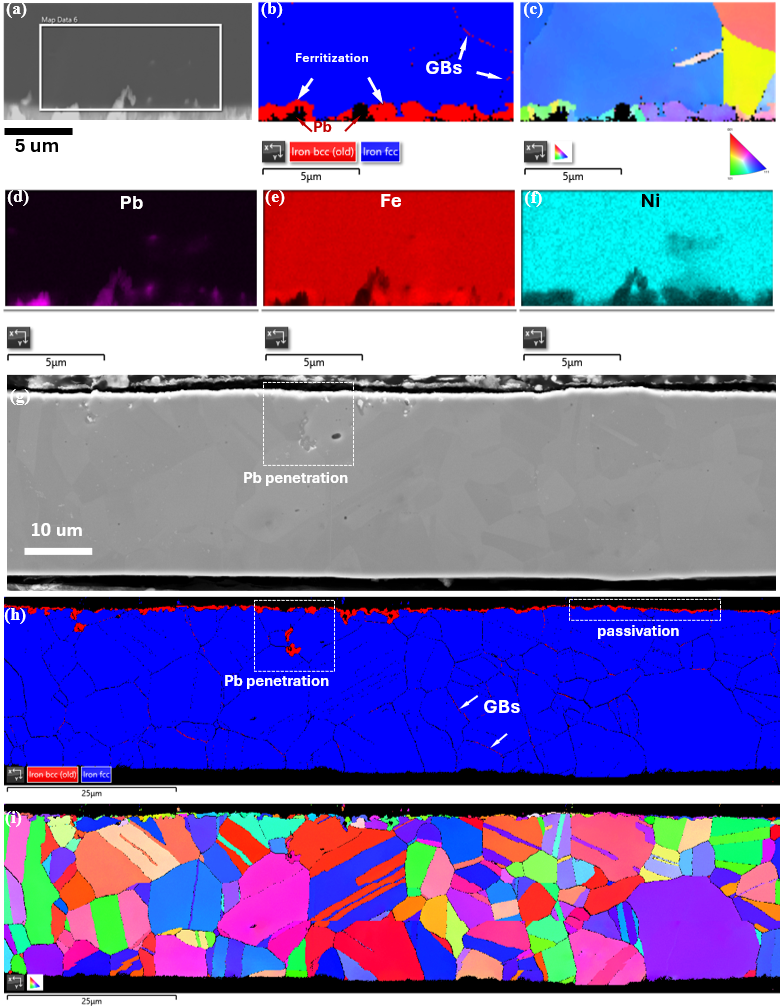 (a)
Map Data 6
5 um
(b)
Ferritization
GBs
Pb
Iron bcc (old) Iron fcc
5μm
(c)
5μm
(d)
Pb
5μm
(e)
Fe
5μm
(f)
Ni
5μm
(g)
Pb penetration
10 um
(h)
passivation
Pb penetration
GBs
Iron bcc (old) Iron fcc
25μm
(i)
25μm